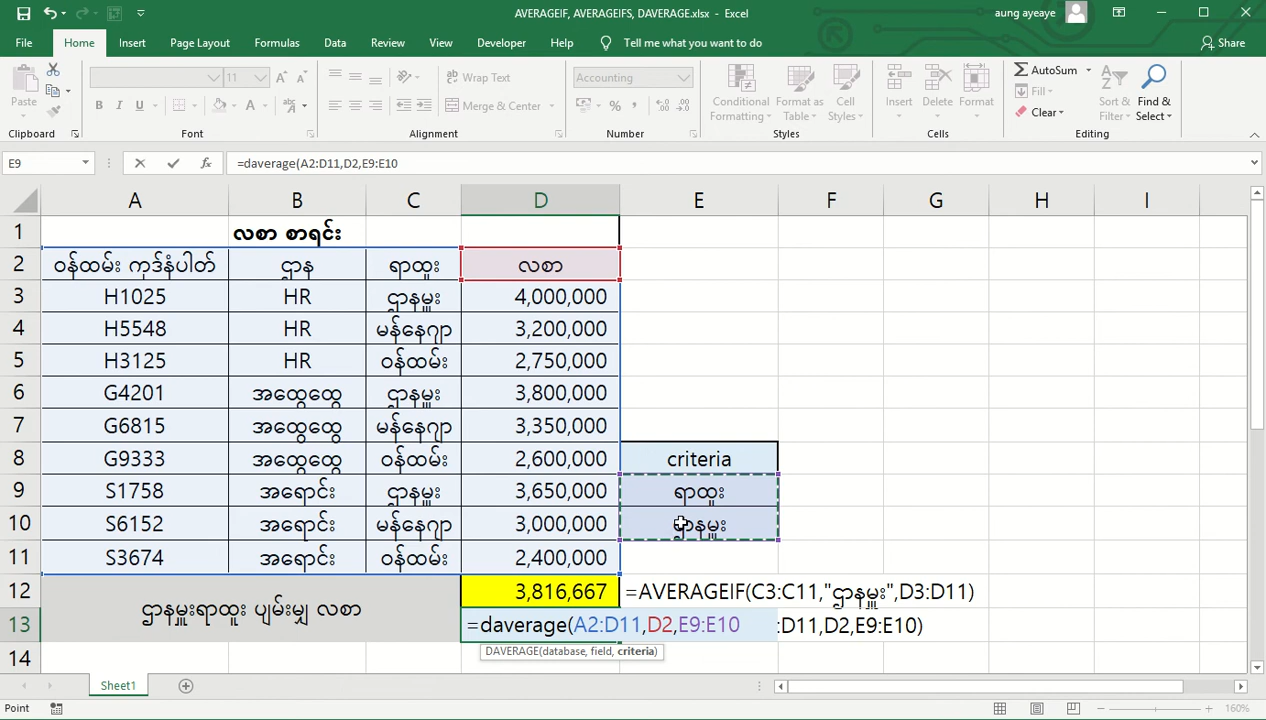 AVERAGEIF, AVERAGEIFS, DAVERAGE.xlsx - Excel
aung ayeaye
File Home Insert Page Layout Formulas Data Review View Developer Help Tell me what you want to do Share
Paste
11
Wrap Text
Merge & Center
Accounting
Conditional Formatting
Format as Table
Cell Styles
Insert Delete Format
AutoSum
Fill
Clear
Sort & Filter
Find & Select
Clipboard Font Alignment Number Styles Cells Editing
E9 =daverage(A2:D11,D2,E9:E10
A B C D E F G H I
1 လစာ စာရင်း
2 ဝန်ထမ်း ကုဒ်နံပါတ် ဌာန ရာထူး လစာ
3 H1025 HR ဌာနမှူး 4,000,000
4 H5548 HR မန်နေဂျာ 3,200,000
5 H3125 HR ဝန်ထမ်း 2,750,000
6 G4201 အထွေထွေ ဌာနမှူး 3,800,000
7 G6815 အထွေထွေ မန်နေဂျာ 3,350,000
8 G9333 အထွေထွေ ဝန်ထမ်း 2,600,000 criteria
9 S1758 အရောင်း ဌာနမှူး 3,650,000 ရာထူး
10 S6152 အရောင်း မန်နေဂျာ 3,000,000 ဌာနမှူး
11 S3674 အရောင်း ဝန်ထမ်း 2,400,000
12 ဌာနမှူးရာထူး ပျမ်းမျှ လစာ 3,816,667 =AVERAGEIF(C3:C11,"ဌာနမှူး",D3:D11)
13 =daverage(A2:D11,D2,E9:E10 :D11,D2,E9:E10)
14 DAVERAGE(database, field, criteria)
Sheet1
Point 160%